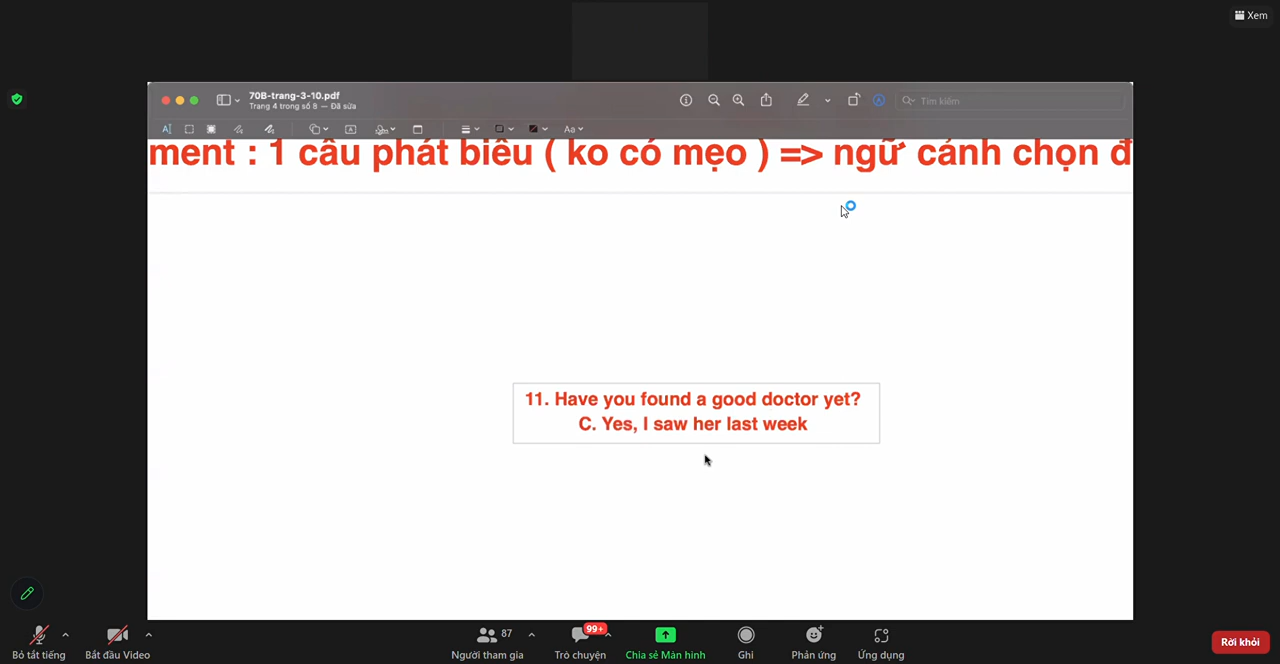 Xem
70B-trang-3-10.pdf
Trang 4 trong số 8 — Đã sửa
Tìm kiếm
ment : 1 câu phát biểu ( ko có mẹo ) => ngữ cảnh chọn đ
11. Have you found a good doctor yet?
C. Yes, I saw her last week
87
99+
Bỏ tắt tiếng
Bắt đầu Video
Người tham gia
Trò chuyện
Chia sẻ Màn hình
Ghi
Phản ứng
Ứng dụng
Rời khỏi